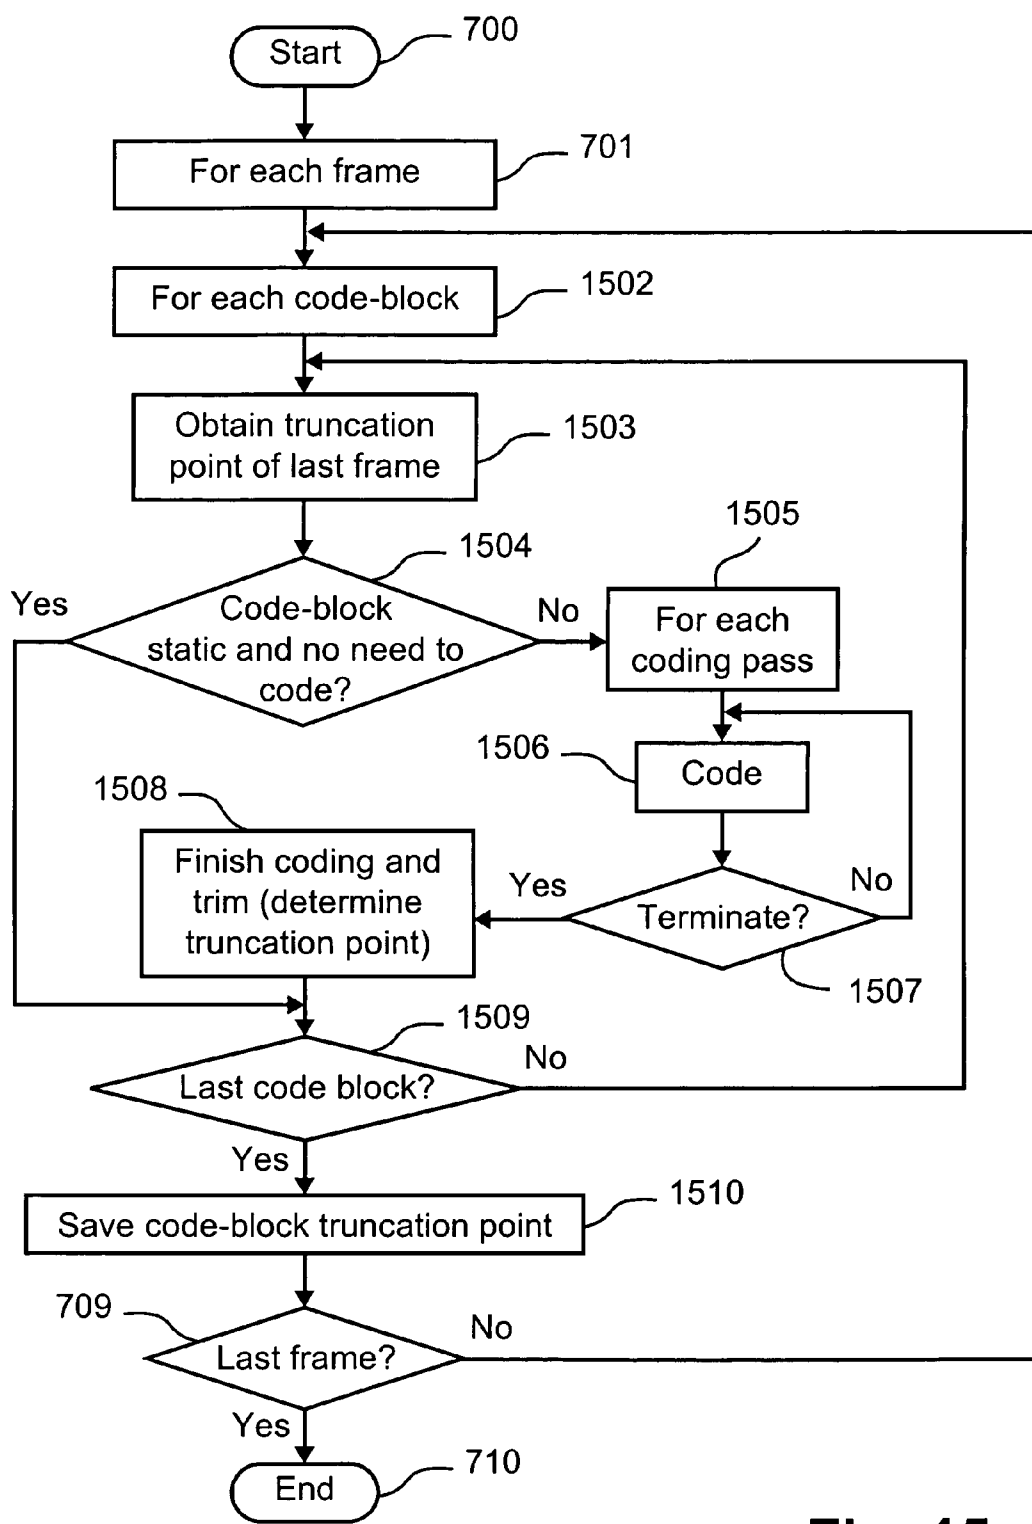 Start
700
For each frame
701
For each code-block
1502
Obtain truncation
point of last frame
1503
1504
Code-block
static and no need to
code?
Yes
No
1505
For each
coding pass
1506
Code
1508
Finish coding and
trim (determine
truncation point)
Yes
Terminate?
No
1507
1509
Last code block?
No
Yes
Save code-block truncation point
1510
709
Last frame?
No
Yes
End
710